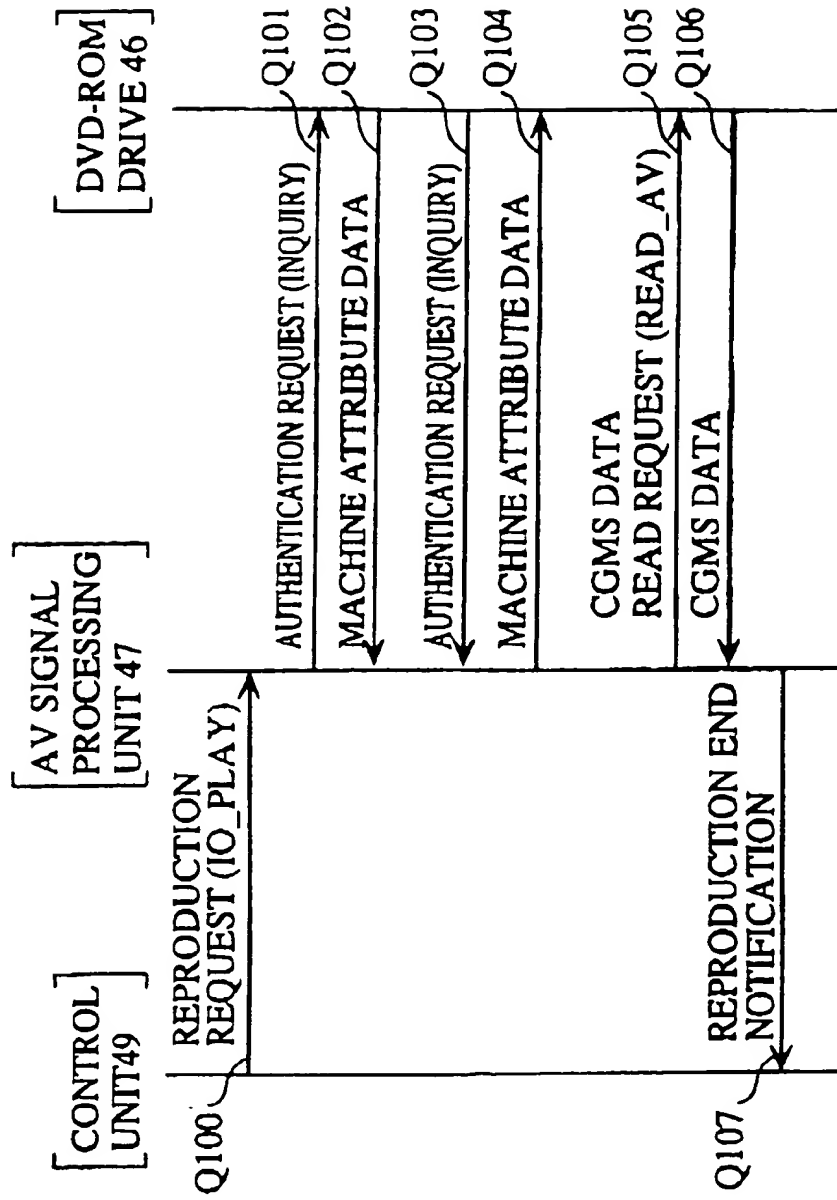 CONTROL
UNIT49
AV SIGNAL
PROCESSING
UNIT 47
DVD-ROM
DRIVE 46
Q100
REPRODUCTION
REQUEST (IO_PLAY)
AUTHENTICATION REQUEST (INQUIRY)
Q101
MACHINE ATTRIBUTE DATA
Q102
AUTHENTICATION REQUEST (INQUIRY)
Q103
MACHINE ATTRIBUTE DATA
Q104
CGMS DATA
READ REQUEST (READ_AV)
Q105
CGMS DATA
Q106
REPRODUCTION END
NOTIFICATION
Q107